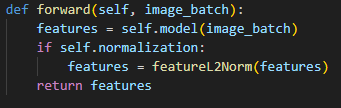 def forward(self, image_batch):
    features = self.model(image_batch)
    if self.normalization:
        features = featureL2Norm(features)
    return features